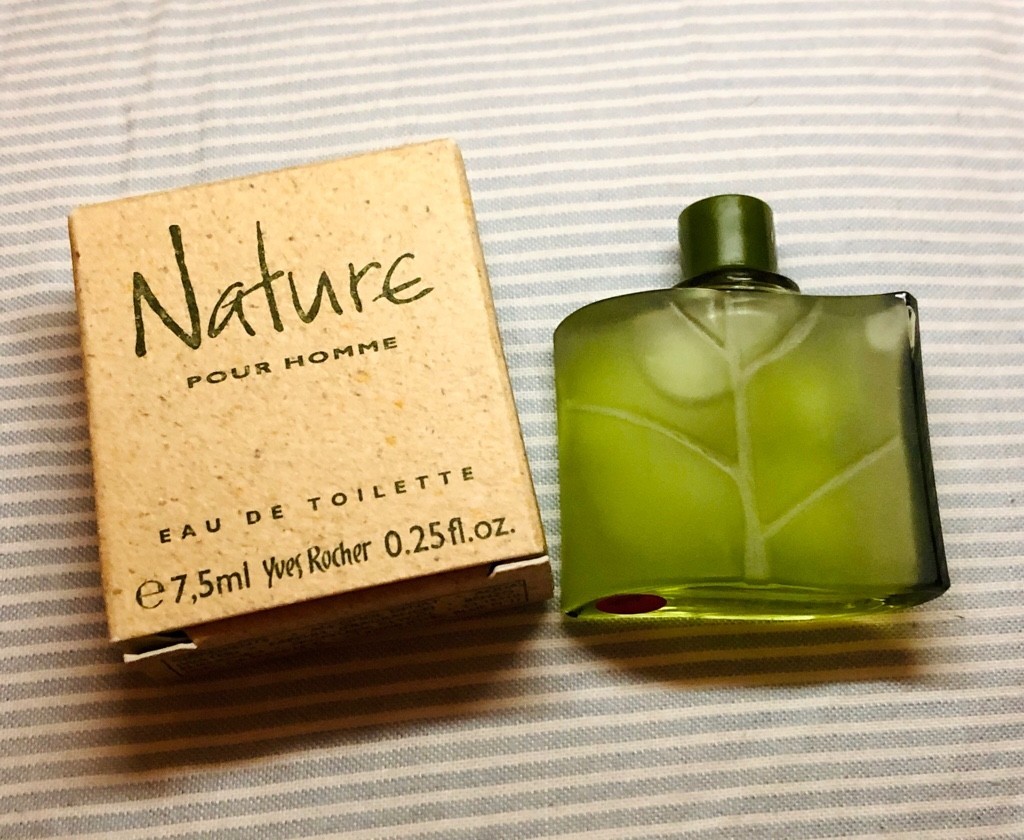 Nature
POUR HOMME
EAU DE TOILETTE
℮7,5ml Yves Rocher 0.25fl.oz.